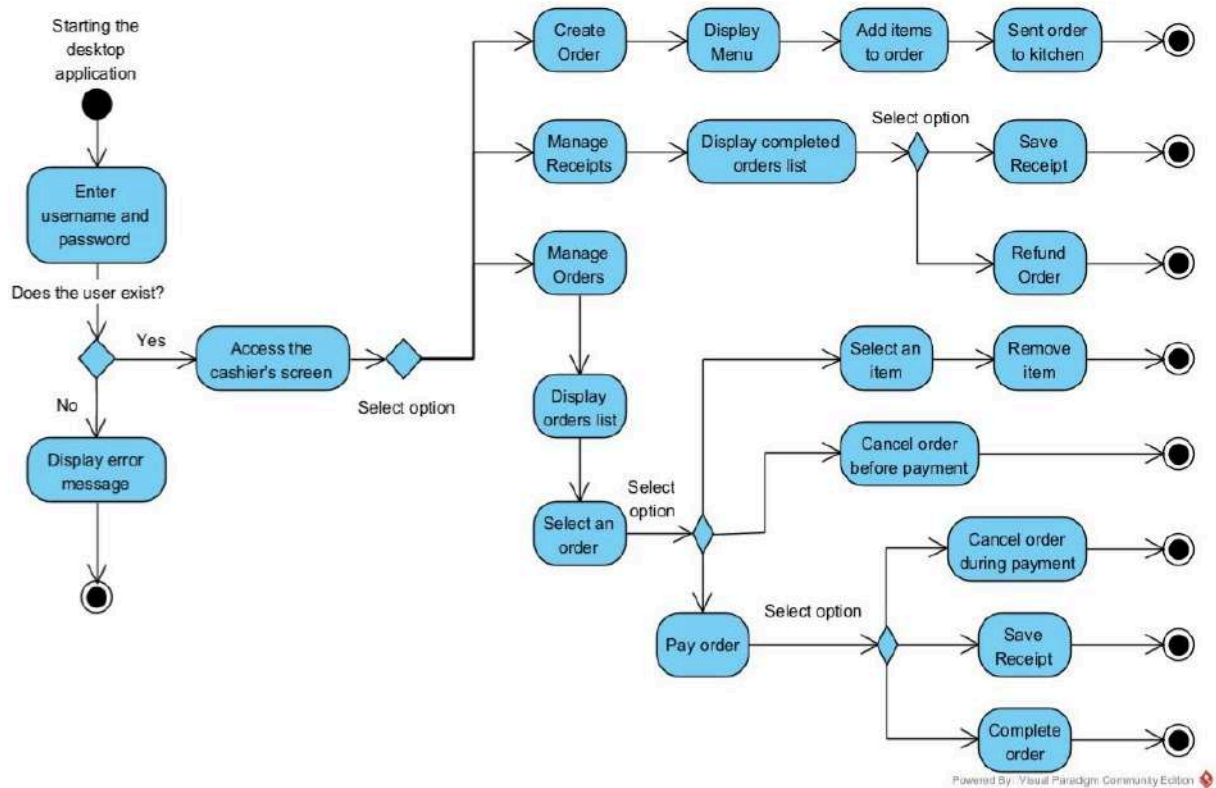 Starting the
desktop
application
Enter
username and
password
Does the user exist?
Yes
No
Display error
message
Access the
cashier's screen
Select option
Create
Order
Display
Menu
Add items
to order
Sent order
to kitchen
Manage
Receipts
Display completed
orders list
Select option
Save
Receipt
Refund
Order
Manage
Orders
Display
orders list
Select an
order
Select
option
Select an
item
Remove
item
Cancel order
before payment
Pay order
Select option
Cancel order
during payment
Save
Receipt
Complete
order
Powered By: Visual Paradigm Community Edition